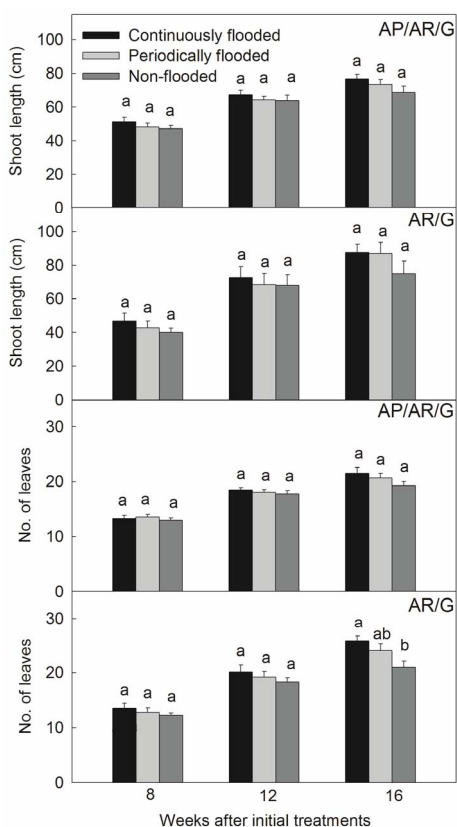 AP/AR/G
Continuously flooded
Periodically flooded
Non-flooded
Shoot length (cm)
100
80
60
40
20
0
a a a
a a a
a a a
AR/G
Shoot length (cm)
100
80
60
40
20
0
a a a
a a a
a a a
AP/AR/G
No. of leaves
30
20
10
0
a a a
a a a
a a a
AR/G
No. of leaves
30
20
10
0
a a a
a a a
a ab b
8 12 16
Weeks after initial treatments